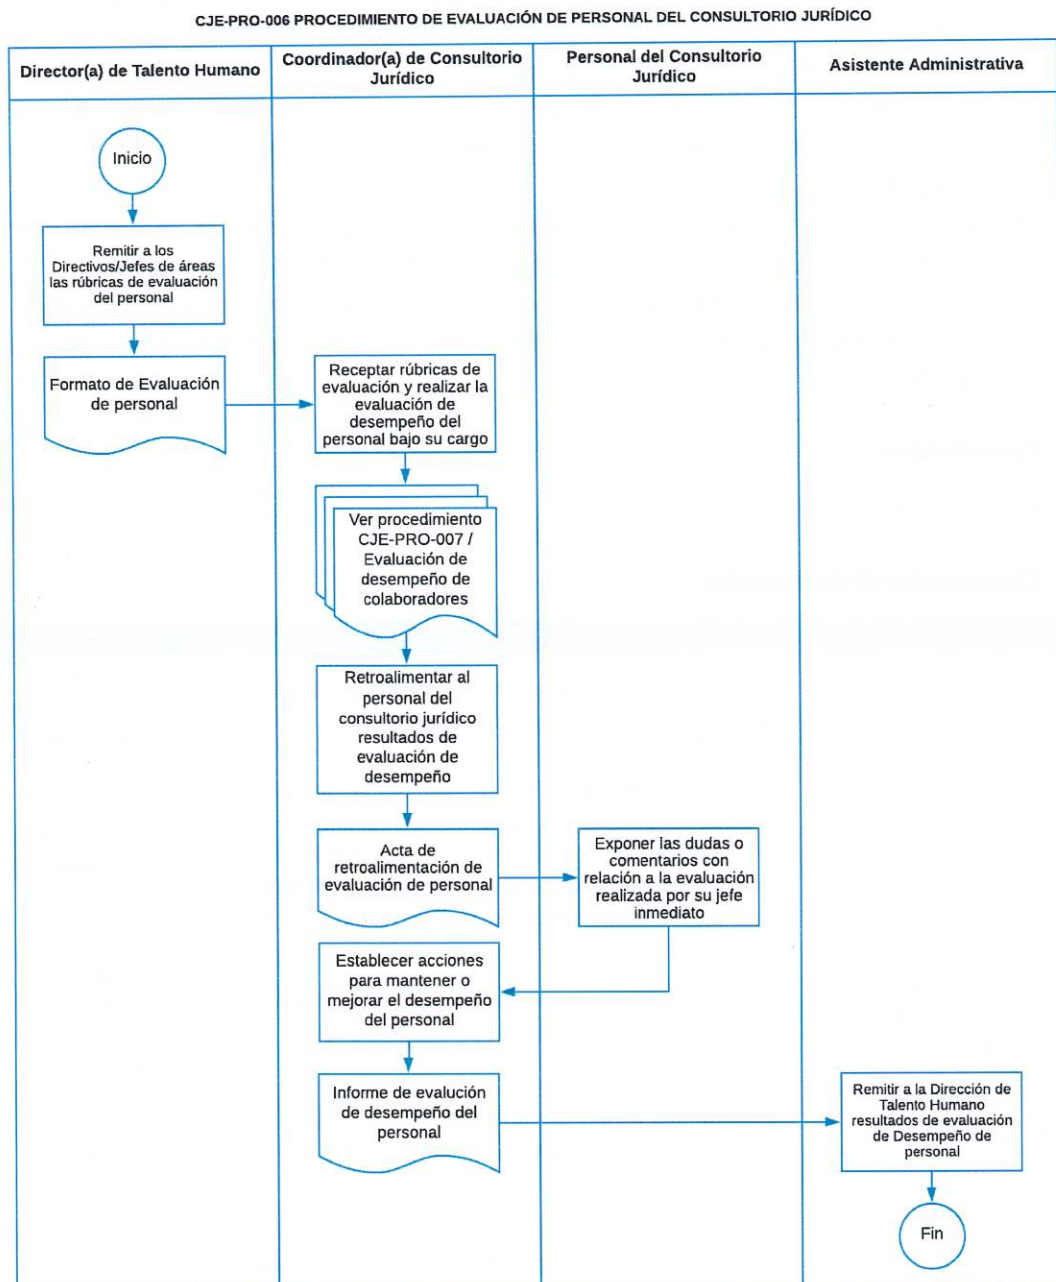 CJE-PRO-006 PROCEDIMIENTO DE EVALUACIÓN DE PERSONAL DEL CONSULTORIO JURÍDICO
Director(a) de Talento Humano
Coordinador(a) de Consultorio
Jurídico
Personal del Consultorio
Jurídico
Asistente Administrativa
Inicio
Remitir a los
Directivos/Jefes de áreas
las rúbricas de evaluación
del personal
Formato de Evaluación
de personal
Receptar rúbricas de
evaluación y realizar la
evaluación de
desempeño del
personal bajo su cargo
Ver procedimiento
CJE-PRO-007 /
Evaluación de
desempeño de
colaboradores
Retroalimentar al
personal del
consultorio jurídico
resultados de
evaluación de
desempeño
Acta de
retroalimentación de
evaluación de personal
Exponer las dudas o
comentarios con
relación a la evaluación
realizada por su jefe
inmediato
Establecer acciones
para mantener o
mejorar el desempeño
del personal
Informe de evalución
de desempeño del
personal
Remitir a la Dirección de
Talento Humano
resultados de evaluación
de Desempeño de
personal
Fin